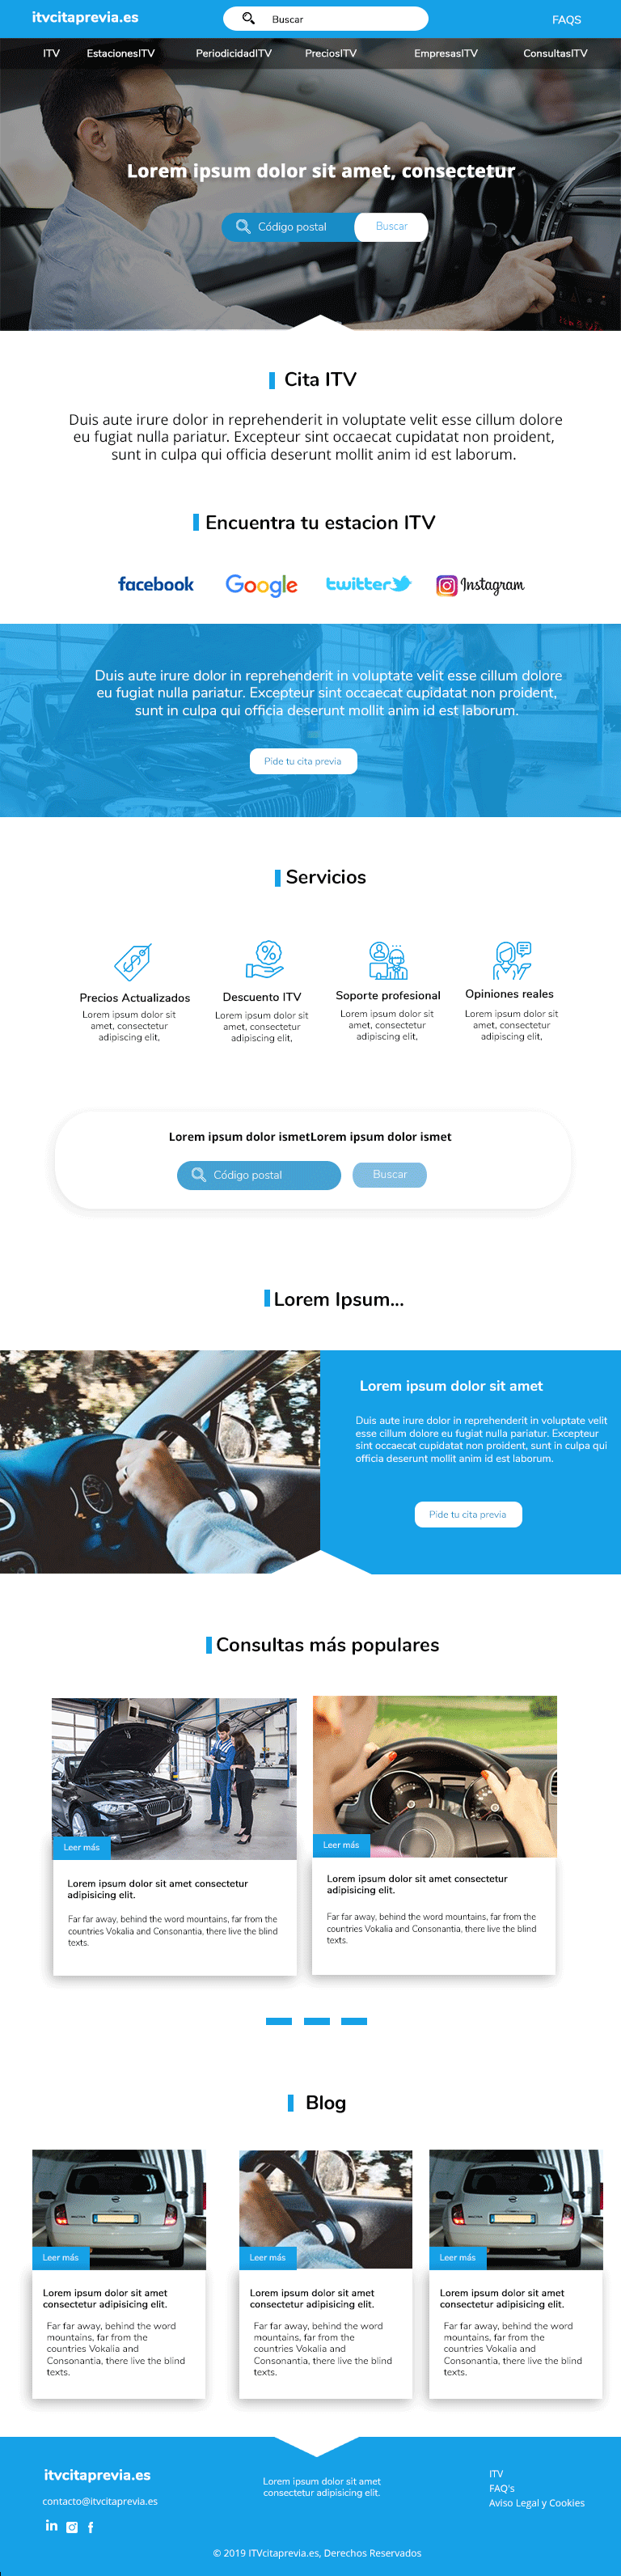 itvcitaprevia.es
Buscar
FAQS
ITV EstacionesITV PeriodicidadITV PreciosITV EmpresasITV ConsultasITV
Lorem ipsum dolor sit amet, consectetur
Código postal Buscar
Cita ITV
Duis aute irure dolor in reprehenderit in voluptate velit esse cillum dolore
eu fugiat nulla pariatur. Excepteur sint occaecat cupidatat non proident,
sunt in culpa qui officia deserunt mollit anim id est laborum.
Encuentra tu estacion ITV
facebook Google twitter Instagram
Duis aute irure dolor in reprehenderit in voluptate velit esse cillum dolore
eu fugiat nulla pariatur. Excepteur sint occaecat cupidatat non proident,
sunt in culpa qui officia deserunt mollit anim id est laborum.
Pide tu cita previa
Servicios
Precios Actualizados
Lorem ipsum dolor sit
amet, consectetur
adipiscing elit,
Descuento ITV
Lorem ipsum dolor sit
amet, consectetur
adipiscing elit,
Soporte profesional
Lorem ipsum dolor sit
amet, consectetur
adipiscing elit,
Opiniones reales
Lorem ipsum dolor sit
amet, consectetur
adipiscing elit,
Lorem ipsum dolor ismetLorem ipsum dolor ismet
Código postal Buscar
Lorem Ipsum...
Lorem ipsum dolor sit amet
Duis aute irure dolor in reprehenderit in voluptate velit
esse cillum dolore eu fugiat nulla pariatur. Excepteur
sint occaecat cupidatat non proident, sunt in culpa qui
officia deserunt mollit anim id est laborum.
Pide tu cita previa
Consultas más populares
Leer más
Lorem ipsum dolor sit amet consectetur
adipisicing elit.
Far far away, behind the word mountains, far from the
countries Vokalia and Consonantia, there live the blind
texts.
Leer más
Lorem ipsum dolor sit amet consectetur
adipisicing elit.
Far far away, behind the word mountains, far from the
countries Vokalia and Consonantia, there live the blind
texts.
Blog
Leer más
Lorem ipsum dolor sit amet
consectetur adipisicing elit.
Far far away, behind the word
mountains, far from the
countries Vokalia and
Consonantia, there live the blind
texts.
Leer más
Lorem ipsum dolor sit amet
consectetur adipisicing elit.
Far far away, behind the word
mountains, far from the
countries Vokalia and
Consonantia, there live the blind
texts.
Leer más
Lorem ipsum dolor sit amet
consectetur adipisicing elit.
Far far away, behind the word
mountains, far from the
countries Vokalia and
Consonantia, there live the blind
texts.
itvcitaprevia.es
contacto@itvcitaprevia.es
in f
Lorem ipsum dolor sit amet
consectetur adipisicing elit.
ITV
FAQ's
Aviso Legal y Cookies
© 2019 ITVcitaprevia.es, Derechos Reservados